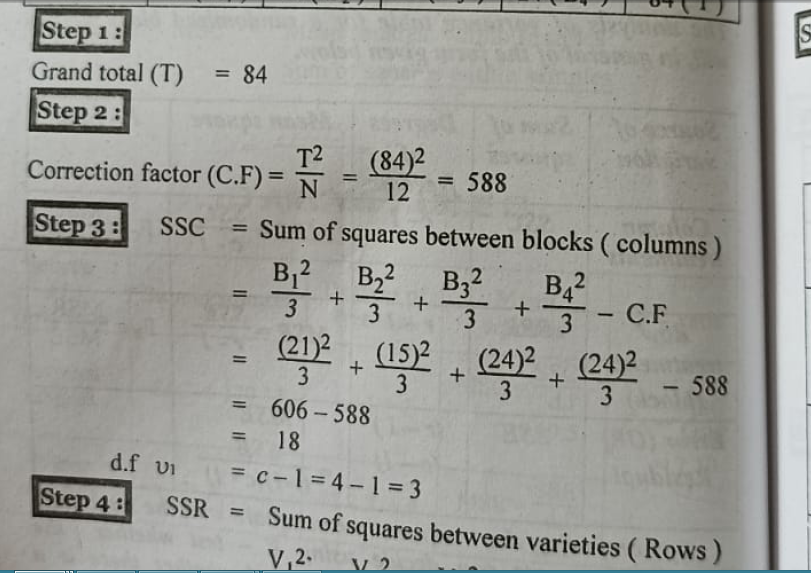 84 ( T )
Step 1 :
Grand total (T) = 84
Step 2 :
Correction factor (C.F) = T²/N = (84)²/12 = 588
Step 3 : SSC = Sum of squares between blocks ( columns )
= B₁²/3 + B₂²/3 + B₃²/3 + B₄²/3 – C.F
= (21)²/3 + (15)²/3 + (24)²/3 + (24)²/3 – 588
= 606 – 588
= 18
d.f υ₁ = c – 1 = 4 – 1 = 3
Step 4 : SSR = Sum of squares between varieties ( Rows )
V₁²